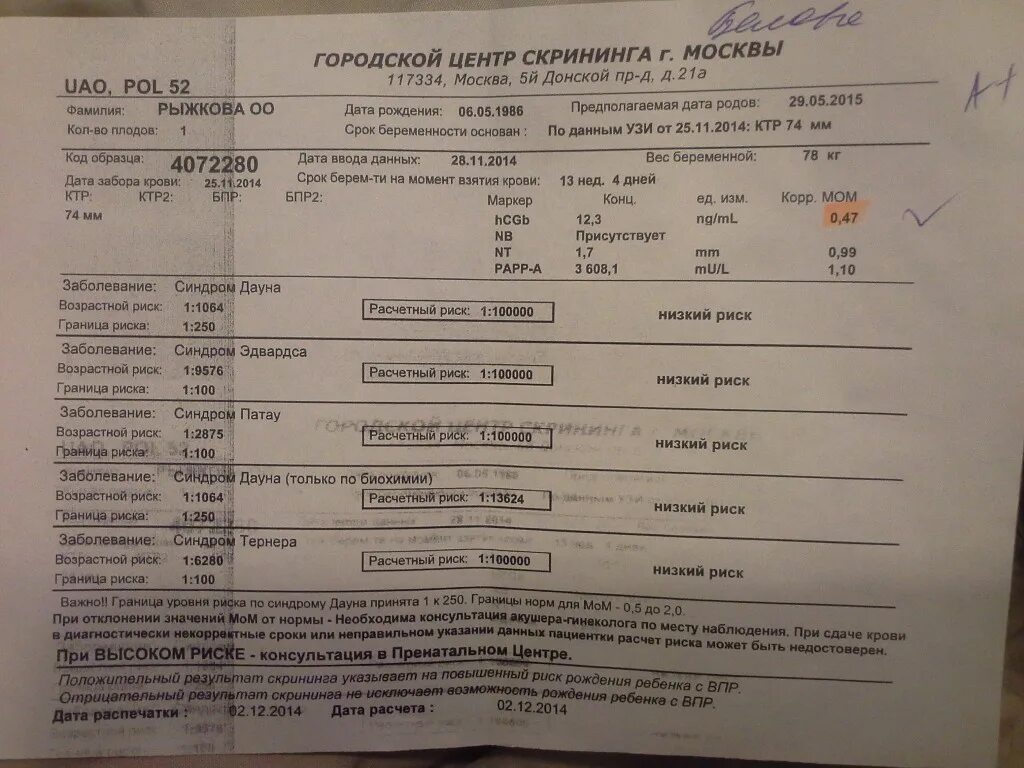 Белова
ГОРОДСКОЙ ЦЕНТР СКРИНИНГА г. МОСКВЫ
117334, Москва, 5й Донской пр-д, д.21а
UAO, POL 52
Фамилия: РЫЖКОВА ОО Дата рождения: 06.05.1986 Предполагаемая дата родов: 29.05.2015
А+
Кол-во плодов: 1 Срок беременности основан : По данным УЗИ от 25.11.2014: КТР 74 мм
Код образца: 4072280 Дата ввода данных: 28.11.2014 Вес беременной: 78 кг
Дата забора крови: 25.11.2014 Срок берем-ти на момент взятия крови: 13 нед. 4 дней
КТР: КТР2: БПР: БПР2: Маркер Конц. ед. изм. Корр. МОМ
74 мм hCGb 12,3 ng/mL 0,47
NB Присутствует
NT 1,7 mm 0,99
PAPP-A 3 608,1 mU/L 1,10
Заболевание: Синдром Дауна
Возрастной риск: 1:1064 Расчетный риск: 1:100000 низкий риск
Граница риска: 1:250
Заболевание: Синдром Эдвардса
Возрастной риск: 1:9576 Расчетный риск: 1:100000 низкий риск
Граница риска: 1:100
Заболевание: Синдром Патау
Возрастной риск: 1:2875 Расчетный риск: 1:100000 низкий риск
Граница риска: 1:100
Заболевание: Синдром Дауна (только по биохимии)
Возрастной риск: 1:1064 Расчетный риск: 1:13624 низкий риск
Граница риска: 1:250
Заболевание: Синдром Тернера
Возрастной риск: 1:6280 Расчетный риск: 1:100000 низкий риск
Граница риска: 1:100
Важно!! Граница уровня риска по синдрому Дауна принята 1 к 250. Границы норм для МоМ - 0,5 до 2,0.
При отклонении значений МоМ от нормы - Необходима консультация акушера-гинеколога по месту наблюдения. При сдаче крови
в диагностически некорректные сроки или неправильном указании данных пациентки расчет риска может быть недостоверен.
При ВЫСОКОМ РИСКЕ - консультация в Пренатальном Центре.
Положительный результат скрининга указывает на повышенный риск рождения ребенка с ВПР.
Отрицательный результат скрининга не исключает возможность рождения ребенка с ВПР.
Дата распечатки : 02.12.2014 Дата расчета : 02.12.2014